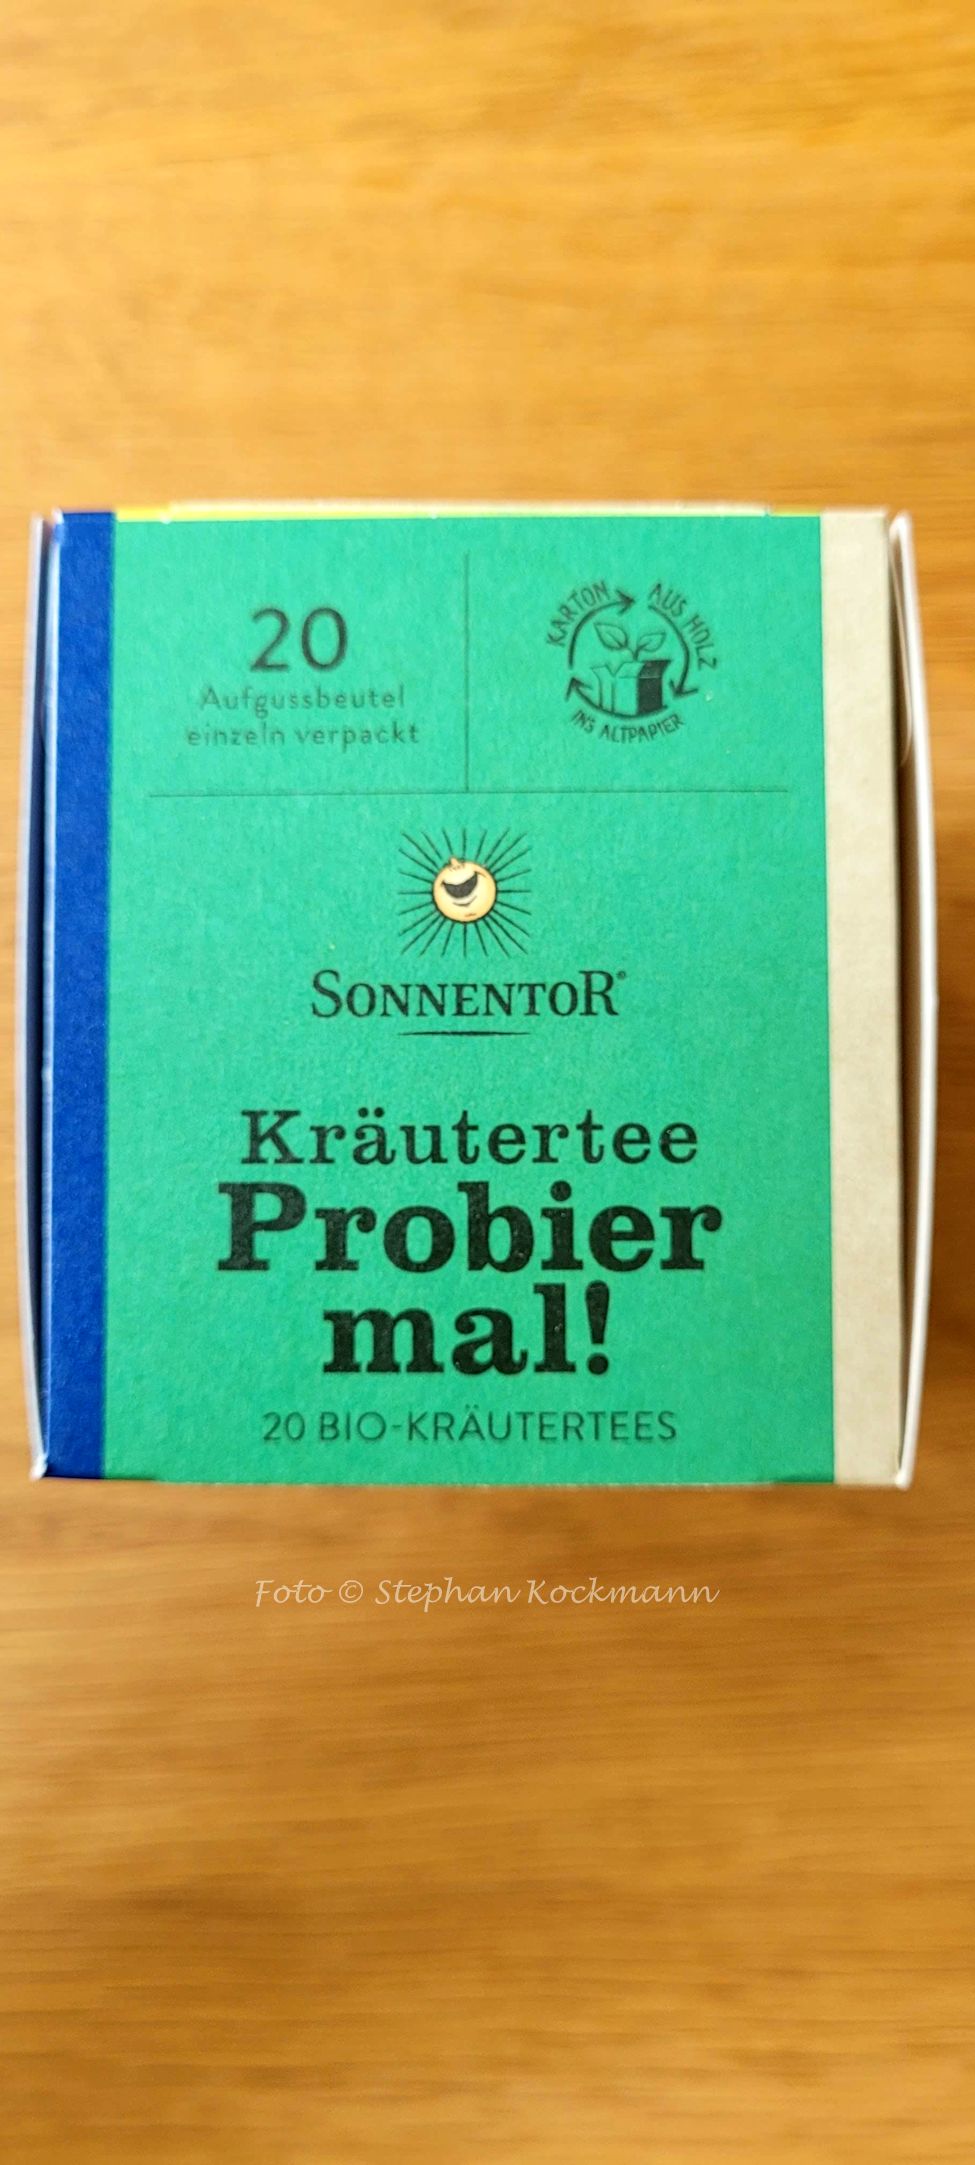 20
Aufgussbeutel
einzeln verpackt
KARTON AUS HOLZ
INS ALTPAPIER
SONNENTOR®
Kräutertee
Probier
mal!
20 BIO-KRÄUTERTEES
Foto © Stephan Kockmann